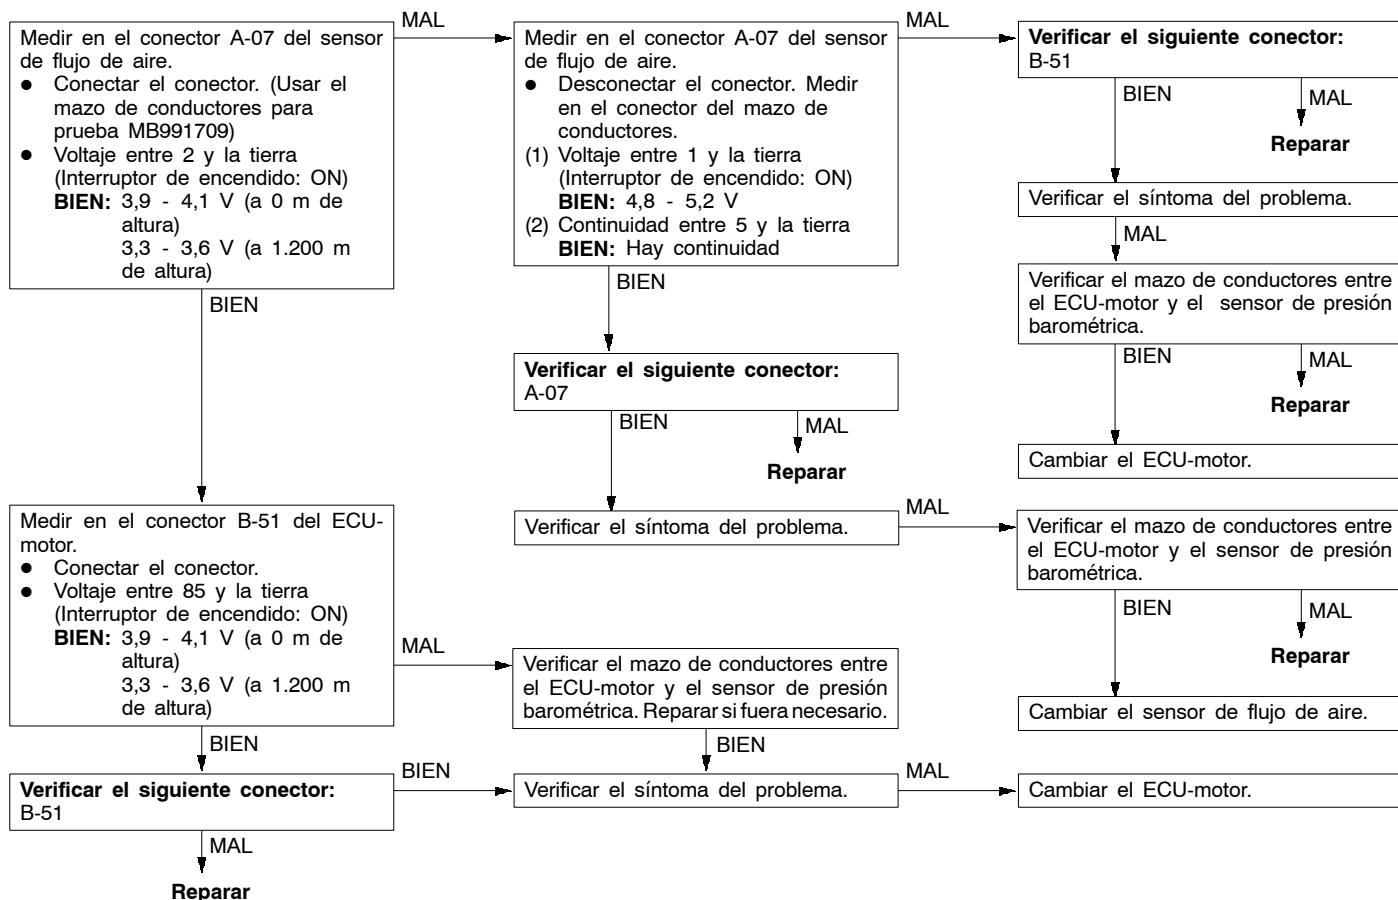 Medir en el conector A-07 del sensor
de flujo de aire.
● Conectar el conector. (Usar el
mazo de conductores para
prueba MB991709)
● Voltaje entre 2 y la tierra
(Interruptor de encendido: ON)
BIEN: 3,9 - 4,1 V (a 0 m de
altura)
3,3 - 3,6 V (a 1.200 m
de altura)
MAL
BIEN
Medir en el conector A-07 del sensor
de flujo de aire.
● Desconectar el conector. Medir
en el conector del mazo de
conductores.
(1) Voltaje entre 1 y la tierra
(Interruptor de encendido: ON)
BIEN: 4,8 - 5,2 V
(2) Continuidad entre 5 y la tierra
BIEN: Hay continuidad
MAL
BIEN
Verificar el siguiente conector:
B-51
BIEN
MAL
Reparar
Verificar el síntoma del problema.
MAL
Verificar el mazo de conductores entre
el ECU-motor y el sensor de presión
barométrica.
BIEN
MAL
Reparar
Cambiar el ECU-motor.
Verificar el siguiente conector:
A-07
BIEN
MAL
Reparar
Verificar el síntoma del problema.
MAL
Verificar el mazo de conductores entre
el ECU-motor y el sensor de presión
barométrica.
BIEN
MAL
Reparar
Cambiar el sensor de flujo de aire.
Medir en el conector B-51 del ECU-
motor.
● Conectar el conector.
● Voltaje entre 85 y la tierra
(Interruptor de encendido: ON)
BIEN: 3,9 - 4,1 V (a 0 m de
altura)
3,3 - 3,6 V (a 1.200 m
de altura)
MAL
BIEN
Verificar el mazo de conductores entre
el ECU-motor y el sensor de presión
barométrica. Reparar si fuera necesario.
BIEN
Verificar el siguiente conector:
B-51
BIEN
MAL
Reparar
Verificar el síntoma del problema.
MAL
Cambiar el ECU-motor.